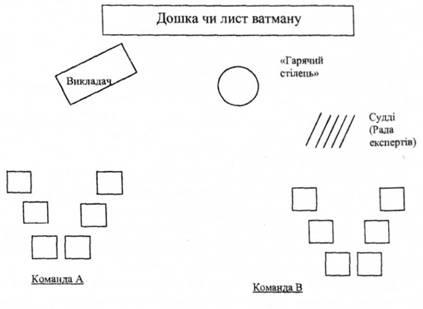 Дошка чи лист ватману
Викладач
«Гарячий
стілець»
Судді
(Рада
експертів)
Команда А
Команда В